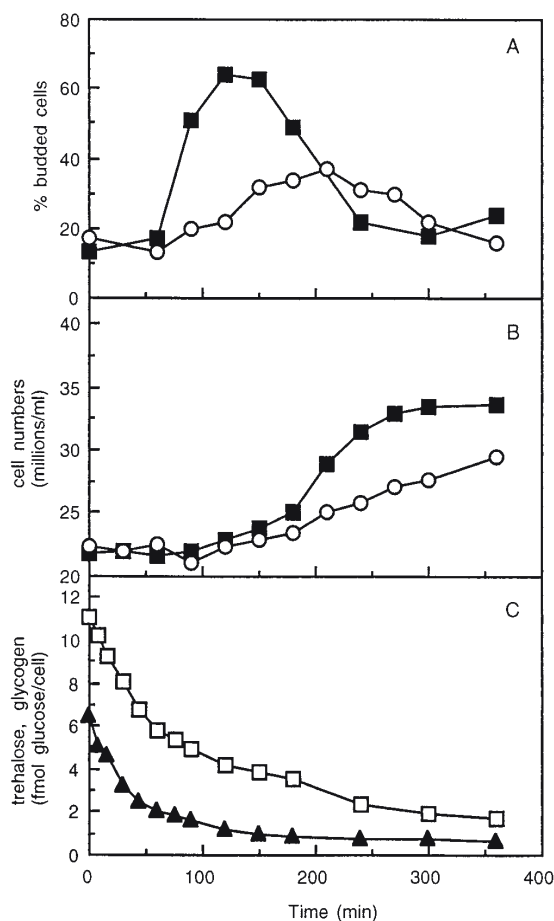 80
A
60
40
20
0
% budded cells
40
B
35
30
25
20
cell numbers
(millions/ml)
12
C
10
8
6
4
2
0
trehalose, glycogen
(fmol glucose/cell)
0 100 200 300 400
Time (min)